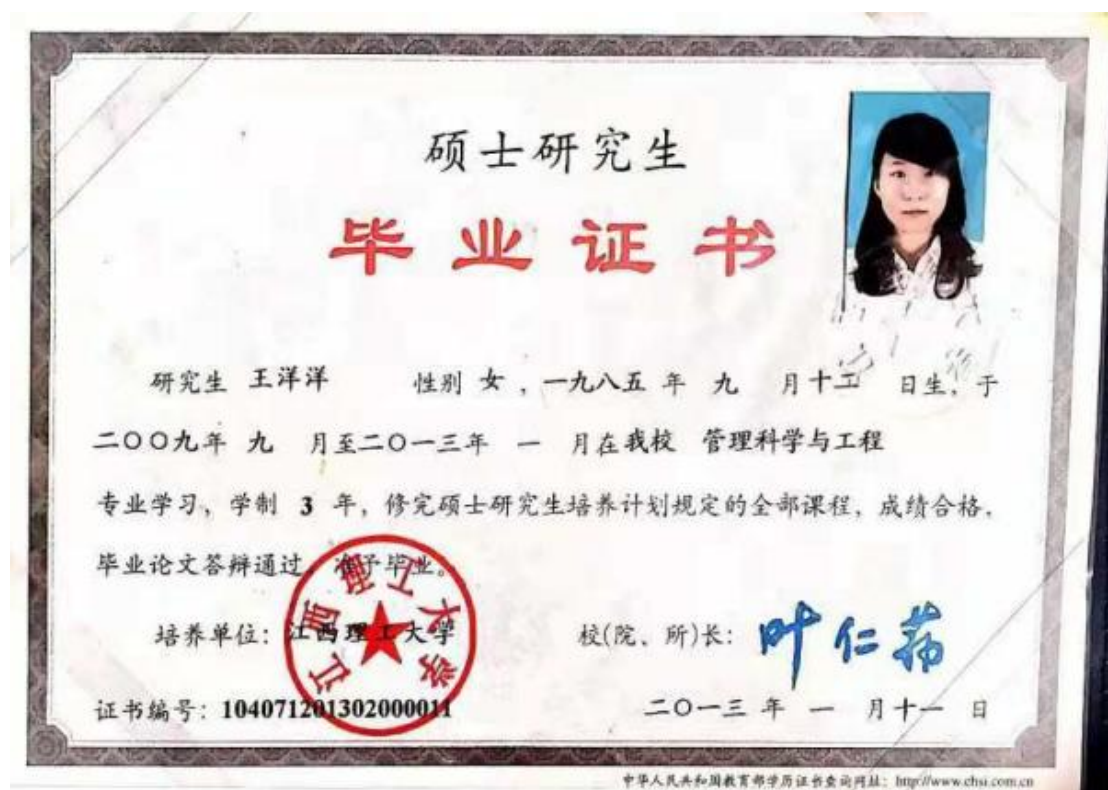 硕士研究生
毕业证书
研究生 王洋洋 性别 女 ，一九八五 年 九 月十二 日生，于
二〇〇九年 九 月至二〇一三年 一 月在我校 管理科学与工程
专业学习，学制 3 年，修完硕士研究生培养计划规定的全部课程，成绩合格，
毕业论文答辩通过，准予毕业。
培养单位：江西理工大学
江西理工大学
校(院、所)长：叶仁荪
证书编号：104071201302000011
二〇一三 年 一 月十一 日
中华人民共和国教育部学历证书查询网址：http://www.chsi.com.cn